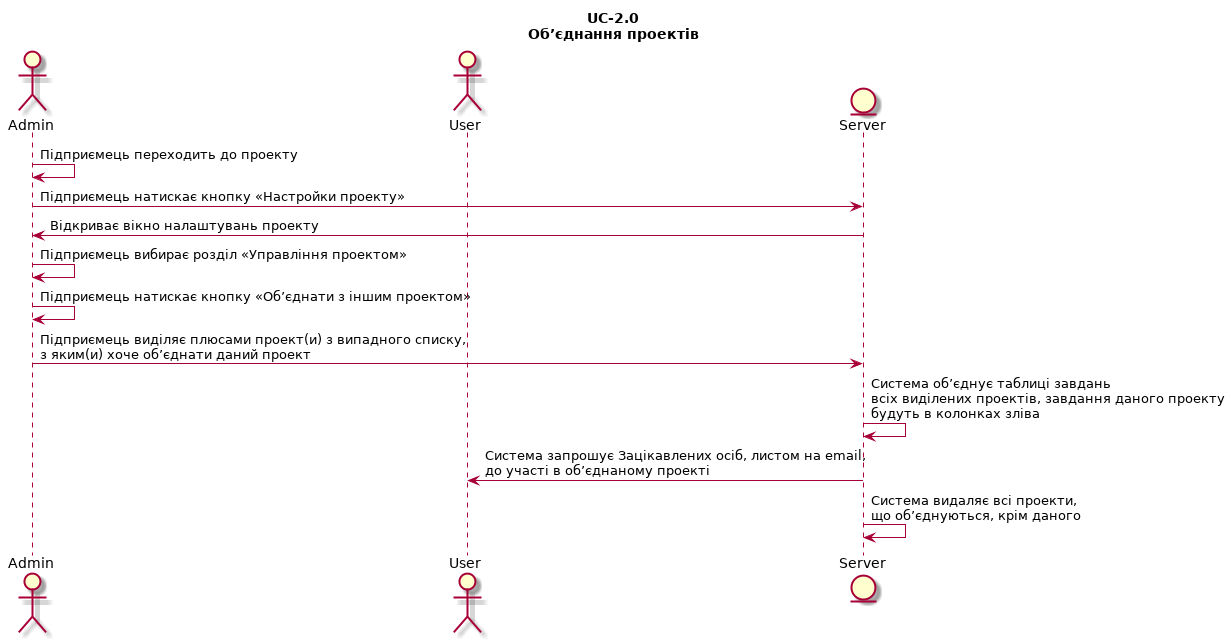 UC-2.0
Об’єднання проектів
Admin
User
Server
Підприємець переходить до проекту
Підприємець натискає кнопку «Настройки проекту»
Відкриває вікно налаштувань проекту
Підприємець вибирає розділ «Управління проектом»
Підприємець натискає кнопку «Об’єднати з іншим проектом»
Підприємець виділяє плюсами проект(и) з випадного списку,
з яким(и) хоче об’єднати даний проект
Система об’єднує таблиці завдань
всіх виділених проектів, завдання даного проекту
будуть в колонках зліва
Система запрошує Зацікавлених осіб, листом на email,
до участі в об’єднаному проекті
Система видаляє всі проекти,
що об’єднуються, крім даного
Admin
User
Server